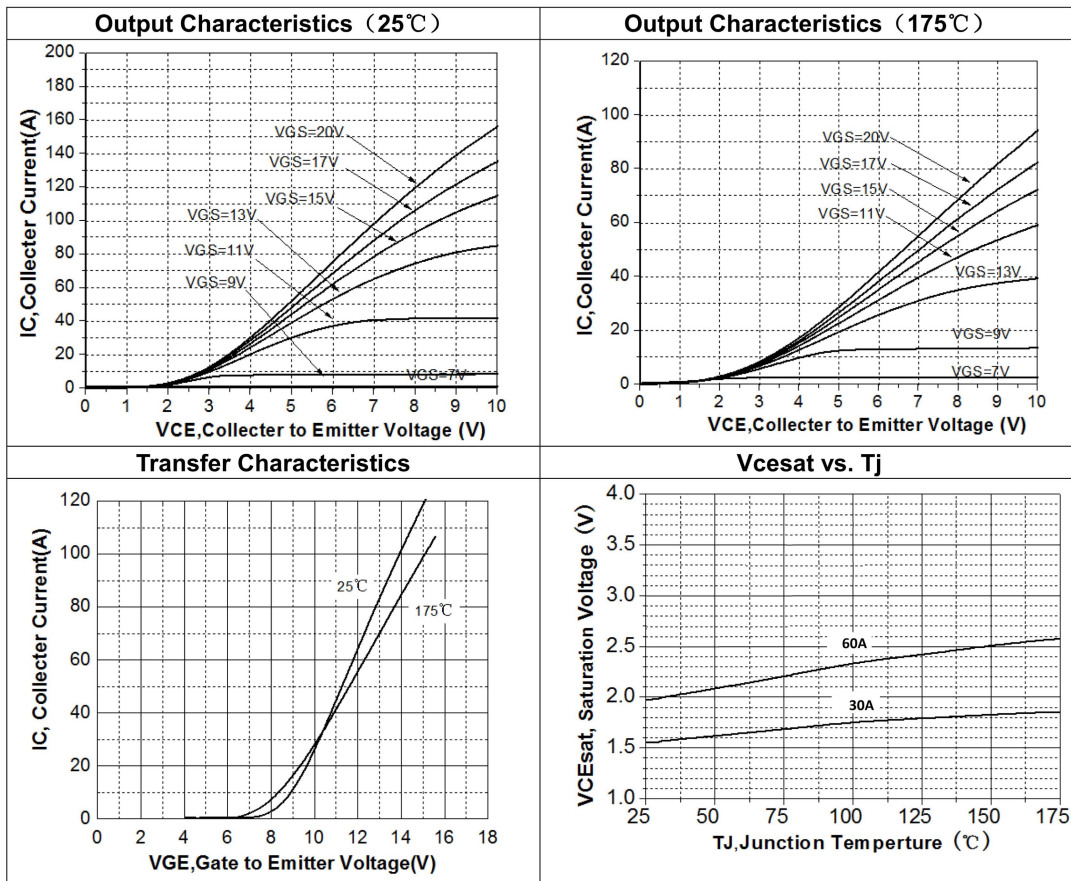 Output Characteristics（25℃）
200
180
160
140
120
100
80
60
40
20
0
IC,Collecter Current(A)
VGS=20V
VGS=17V
VGS=15V
VGS=13V
VGS=11V
VGS=9V
VGS=7V
0 1 2 3 4 5 6 7 8 9 10
VCE,Collecter to Emitter Voltage (V)
Output Characteristics（175℃）
120
100
80
60
40
20
0
IC,Collecter Current(A)
VGS=20V
VGS=17V
VGS=15V
VGS=11V
VGS=13V
VGS=9V
VGS=7V
0 1 2 3 4 5 6 7 8 9 10
VCE,Collecter to Emitter Voltage (V)
Transfer Characteristics
120
100
80
60
40
20
0
IC, Collecter Current(A)
25℃
175℃
0 2 4 6 8 10 12 14 16 18
VGE,Gate to Emitter Voltage(V)
Vcesat vs. Tj
4.0
3.5
3.0
2.5
2.0
1.5
1.0
VCEsat, Saturation Voltage（V）
60A
30A
25 50 75 100 125 150 175
TJ,Junction Temperture（℃）